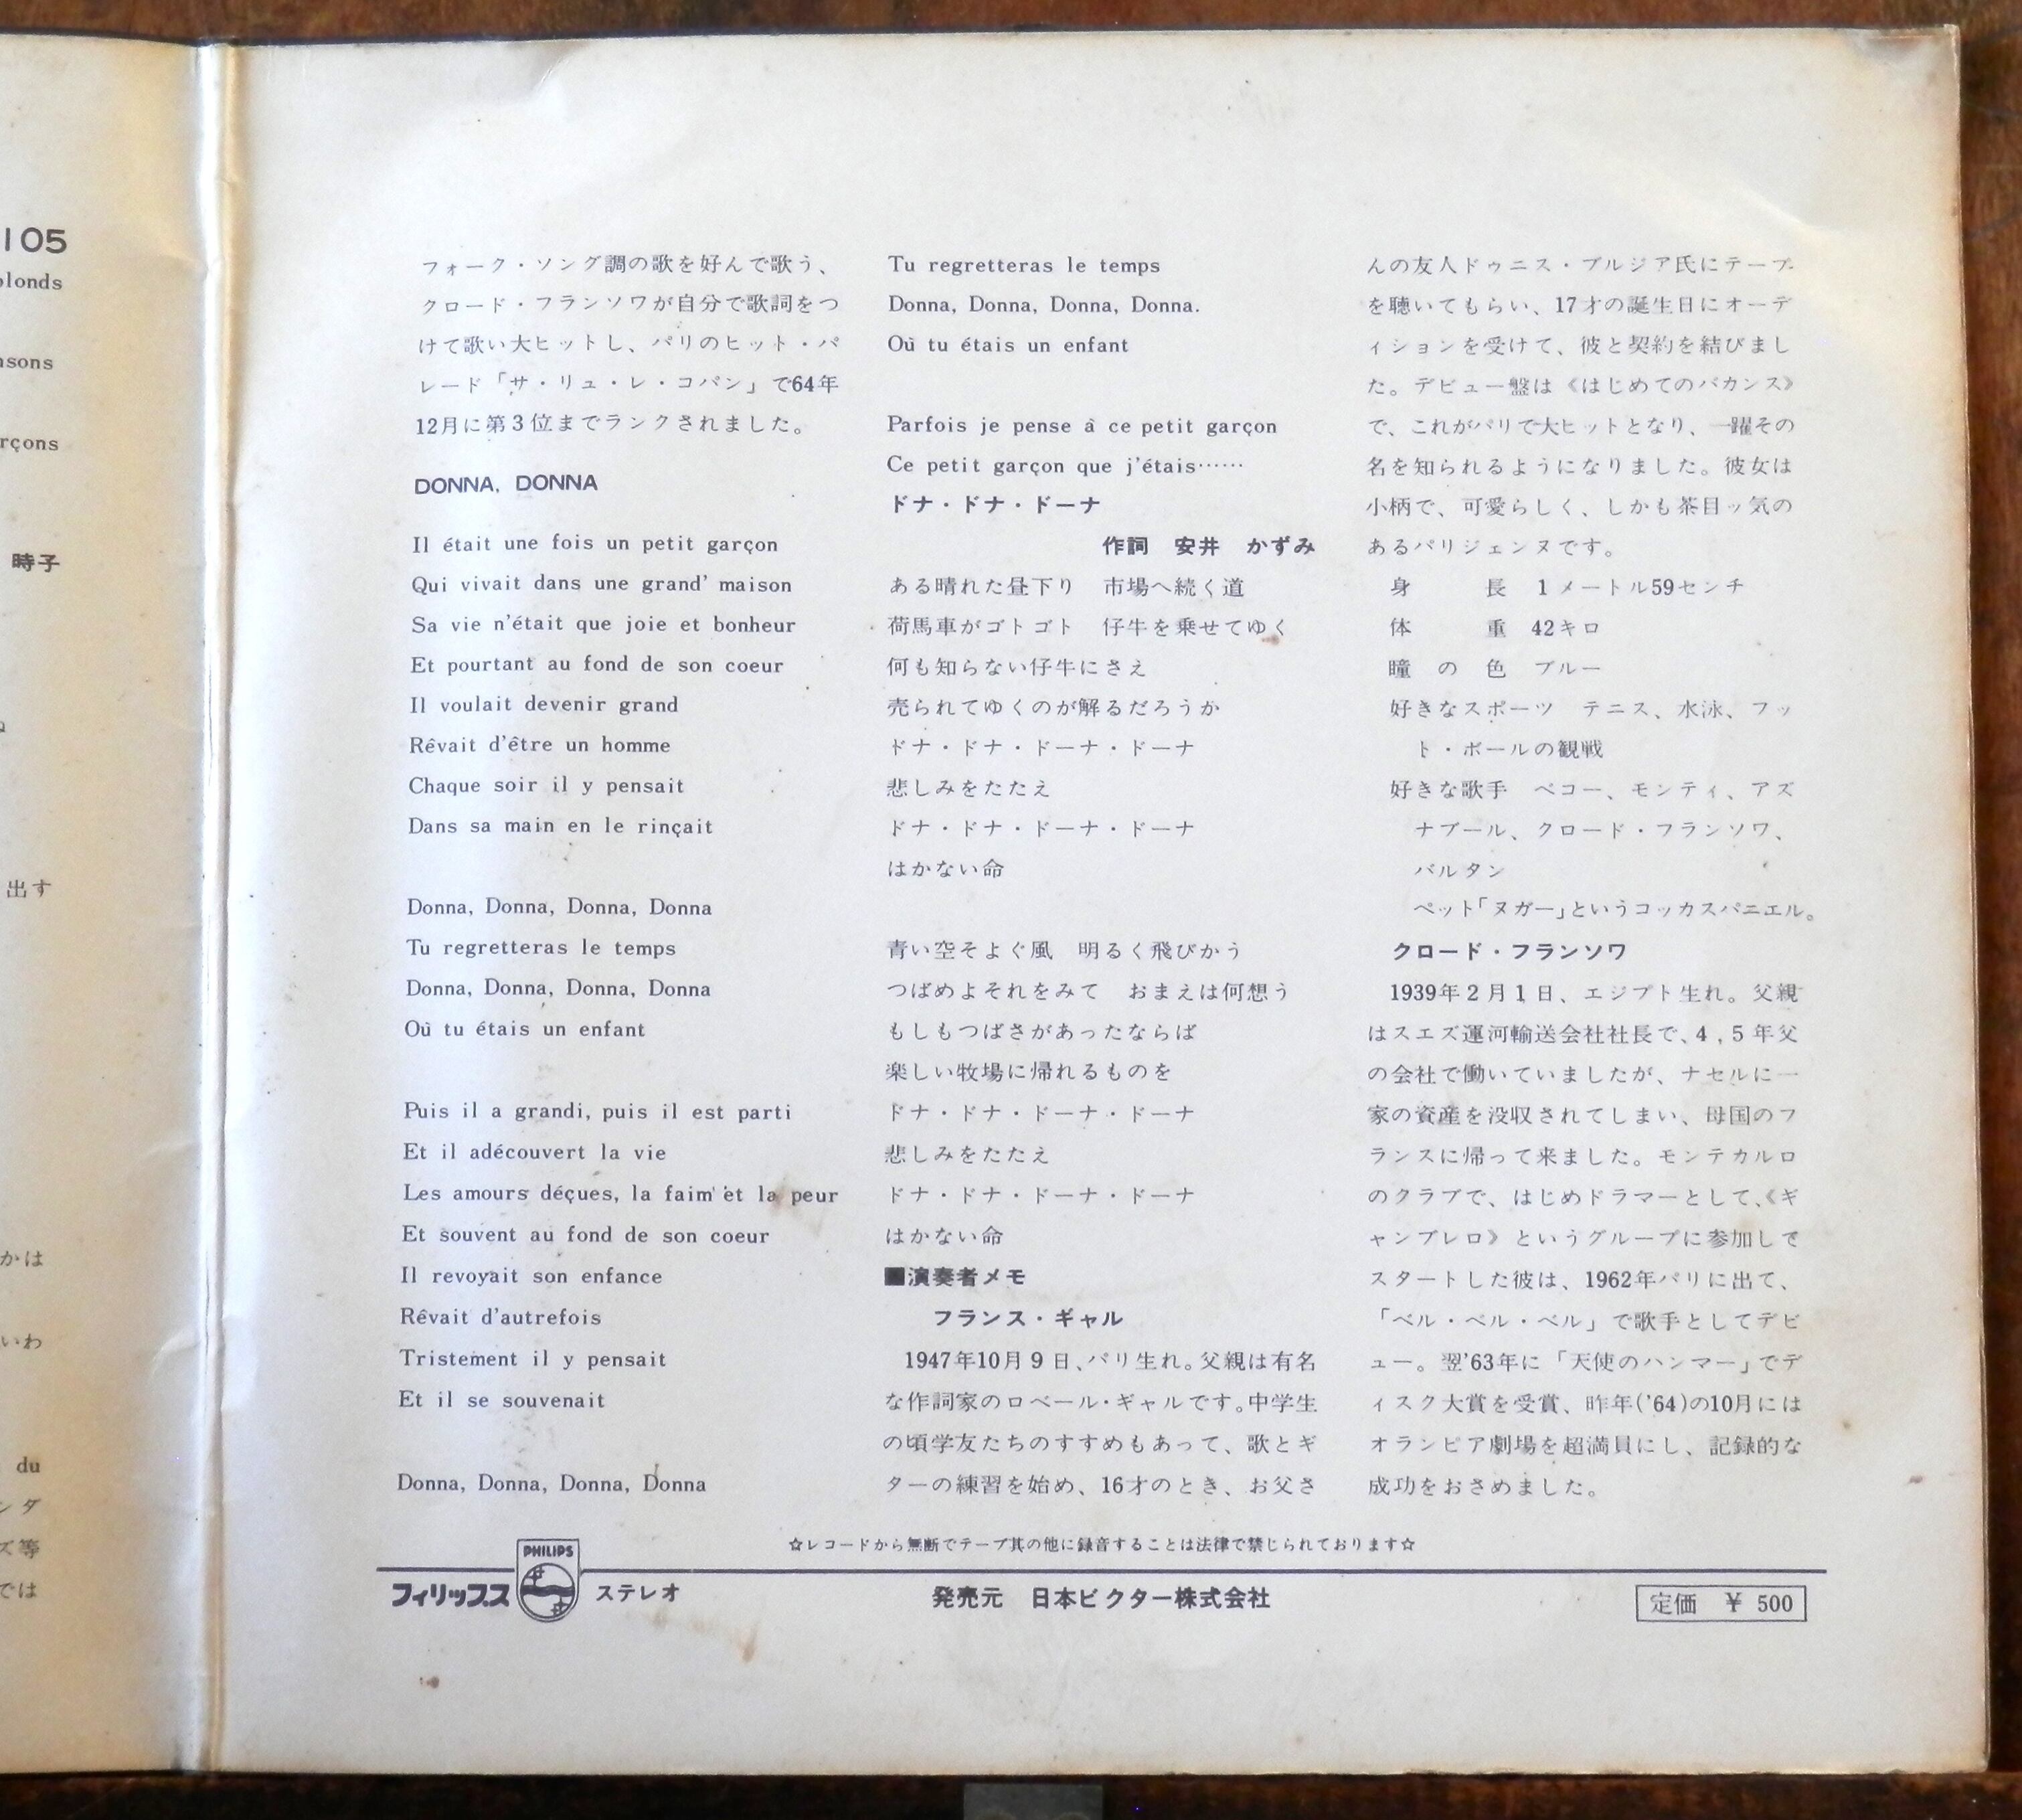 105
blonds
nsons
rçons
時子
出す
かは
いわ
du
ンダ
ズ等
では
フォーク・ソング調の歌を好んで歌う、
クロード・フランソワが自分で歌詞をつ
けて歌い大ヒットし、パリのヒット・パ
レード「サ・リュ・レ・コパン」で64年
12月に第3位までランクされました。
DONNA, DONNA
Il était une fois un petit garçon
Qui vivait dans une grand' maison
Sa vie n'était que joie et bonheur
Et pourtant au fond de son coeur
Il voulait devenir grand
Rêvait d'être un homme
Chaque soir il y pensait
Dans sa main en le rinçait
Donna, Donna, Donna, Donna
Tu regretteras le temps
Donna, Donna, Donna, Donna
Où tu étais un enfant
Puis il a grandi, puis il est parti
Et il adécouvert la vie
Les amours déçues, la faim et la peur
Et souvent au fond de son coeur
Il revoyait son enfance
Rêvait d'autrefois
Tristement il y pensait
Et il se souvenait
Donna, Donna, Donna, Donna
Tu regretteras le temps
Donna, Donna, Donna, Donna.
Où tu étais un enfant
Parfois je pense à ce petit garçon
Ce petit garçon que j'étais……
ドナ・ドナ・ドーナ
作詞 安井 かずみ
ある晴れた昼下り 市場へ続く道
荷馬車がゴトゴト 仔牛を乗せてゆく
何も知らない仔牛にさえ
売られてゆくのが解るだろうか
ドナ・ドナ・ドーナ・ドーナ
悲しみをたたえ
ドナ・ドナ・ドーナ・ドーナ
はかない命
青い空そよぐ風 明るく飛びかう
つばめよそれをみて おまえは何想う
もしもつばさがあったならば
楽しい牧場に帰れるものを
ドナ・ドナ・ドーナ・ドーナ
悲しみをたたえ
ドナ・ドナ・ドーナ・ドーナ
はかない命
■演奏者メモ
フランス・ギャル
1947年10月9日、パリ生れ。父親は有名
な作詞家のロベール・ギャルです。中学生
の頃学友たちのすすめもあって、歌とギ
ターの練習を始め、16才のとき、お父さ
んの友人ドゥニス・ブルジア氏にテープ
を聴いてもらい、17才の誕生日にオーデ
ィションを受けて、彼と契約を結びまし
た。デビュー盤は《はじめてのバカンス》
で、これがパリで大ヒットとなり、一躍その
名を知られるようになりました。彼女は
小柄で、可愛らしく、しかも茶目ッ気の
あるパリジェンヌです。
身 長 1メートル59センチ
体 重 42キロ
瞳の色 ブルー
好きなスポーツ テニス、水泳、フッ
ト・ボールの観戦
好きな歌手 ベコー、モンティ、アズ
ナブール、クロード・フランソワ、
バルタン
ペット「ヌガー」というコッカスパニエル。
クロード・フランソワ
1939年2月1日、エジプト生れ。父親
はスエズ運河輸送会社社長で、4,5年父
の会社で働いていましたが、ナセルに一
家の資産を没収されてしまい、母国のフ
ランスに帰って来ました。モンテカルロ
のクラブで、はじめドラマーとして、《ギ
ャンブレロ》というグループに参加して
スタートした彼は、1962年パリに出て、
「ベル・ベル・ベル」で歌手としてデビ
ュー。翌'63年に「天使のハンマー」でデ
ィスク大賞を受賞、昨年('64)の10月には
オランピア劇場を超満員にし、記録的な
成功をおさめました。
☆レコードから無断でテープ其の他に録音することは法律で禁じられております☆
フィリップス PHILIPS ステレオ
発売元 日本ビクター株式会社
定価 ¥ 500